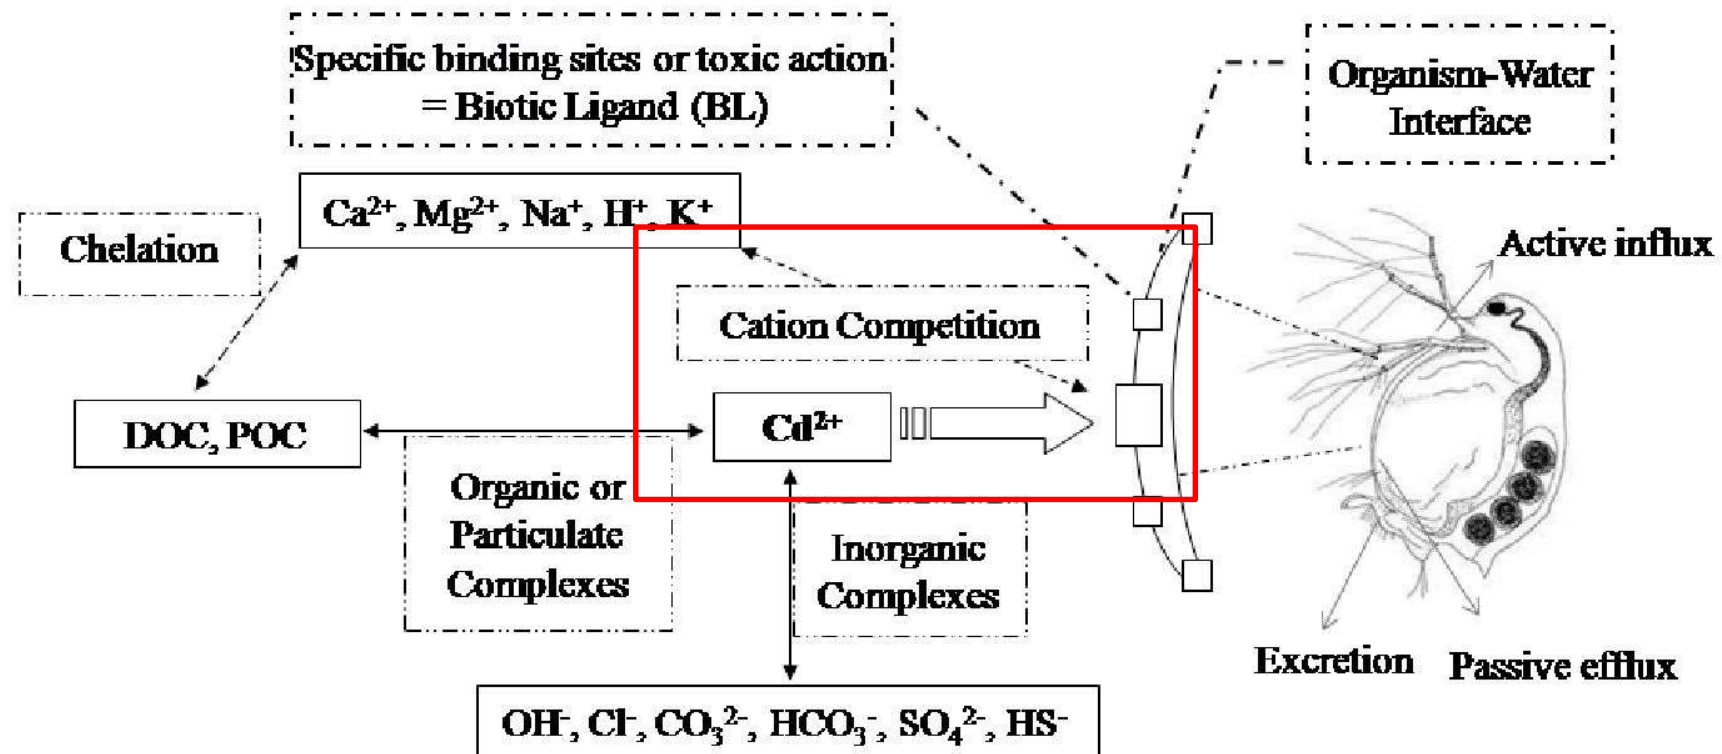 Specific binding sites or toxic action
= Biotic Ligand (BL)
Organism-Water
Interface
Ca²⁺, Mg²⁺, Na⁺, H⁺, K⁺
Chelation
Active influx
Cation Competition
DOC, POC
Cd²⁺
Organic or
Particulate
Complexes
Inorganic
Complexes
Excretion
Passive efflux
OH⁻, Cl⁻, CO₃²⁻, HCO₃⁻, SO₄²⁻, HS⁻